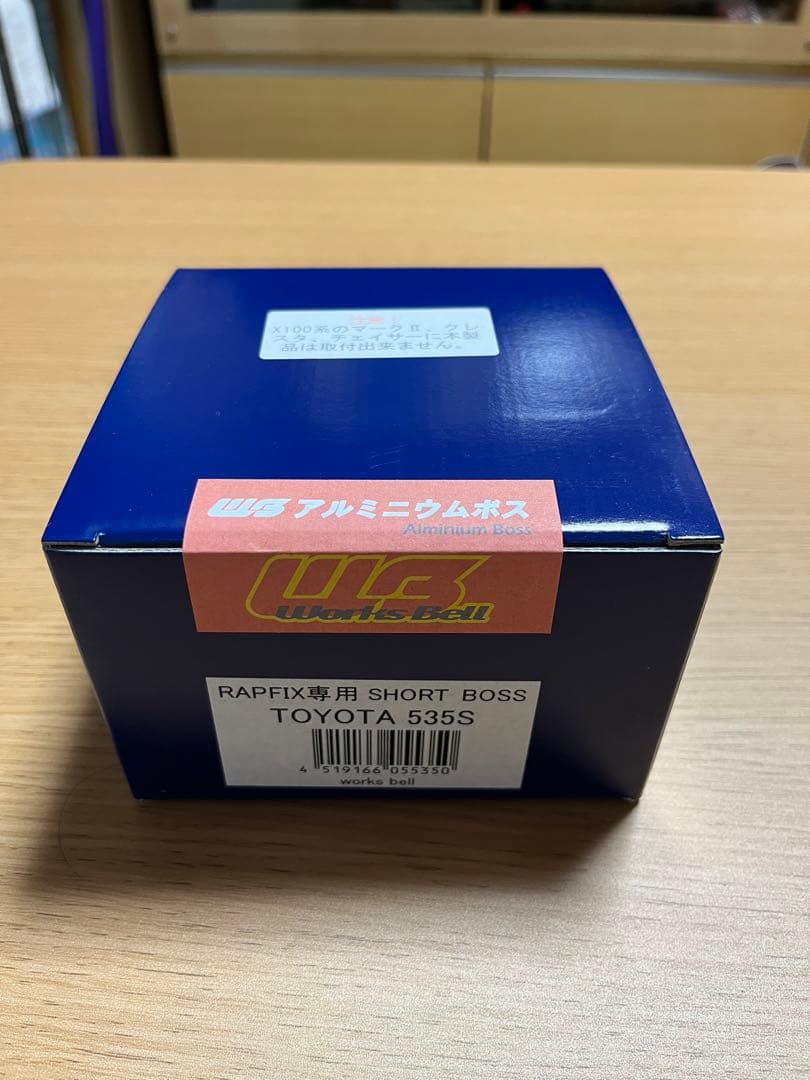 X100系のマークⅡ、クレ
スタ、チェイサーに本製
品は取付出来ません。
WB アルミニウムボス
Alminium Boss
WB
Works Bell
RAPFIX専用 SHORT BOSS
TOYOTA 535S
4 519166 055350
works bell